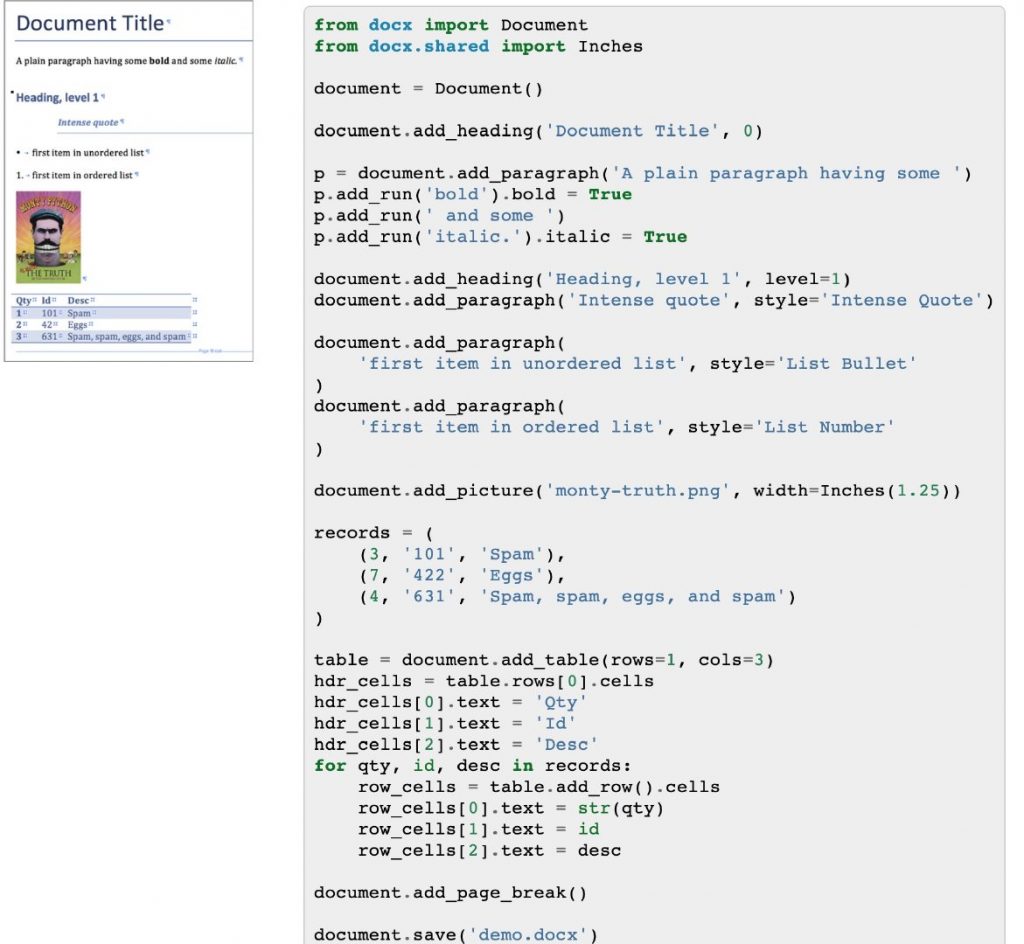 Document Title
A plain paragraph having some bold and some italic.
Heading, level 1
Intense quote
• first item in unordered list
1. first item in ordered list
MONTY PYTHON
THE TRUTH
Qty Id Desc
1 101 Spam
2 42 Eggs
3 631 Spam, spam, eggs, and spam
Page Break
from docx import Document
from docx.shared import Inches
document = Document()
document.add_heading('Document Title', 0)
p = document.add_paragraph('A plain paragraph having some ')
p.add_run('bold').bold = True
p.add_run(' and some ')
p.add_run('italic.').italic = True
document.add_heading('Heading, level 1', level=1)
document.add_paragraph('Intense quote', style='Intense Quote')
document.add_paragraph(
    'first item in unordered list', style='List Bullet'
)
document.add_paragraph(
    'first item in ordered list', style='List Number'
)
document.add_picture('monty-truth.png', width=Inches(1.25))
records = (
    (3, '101', 'Spam'),
    (7, '422', 'Eggs'),
    (4, '631', 'Spam, spam, eggs, and spam')
)
table = document.add_table(rows=1, cols=3)
hdr_cells = table.rows[0].cells
hdr_cells[0].text = 'Qty'
hdr_cells[1].text = 'Id'
hdr_cells[2].text = 'Desc'
for qty, id, desc in records:
    row_cells = table.add_row().cells
    row_cells[0].text = str(qty)
    row_cells[1].text = id
    row_cells[2].text = desc
document.add_page_break()
document.save('demo.docx')